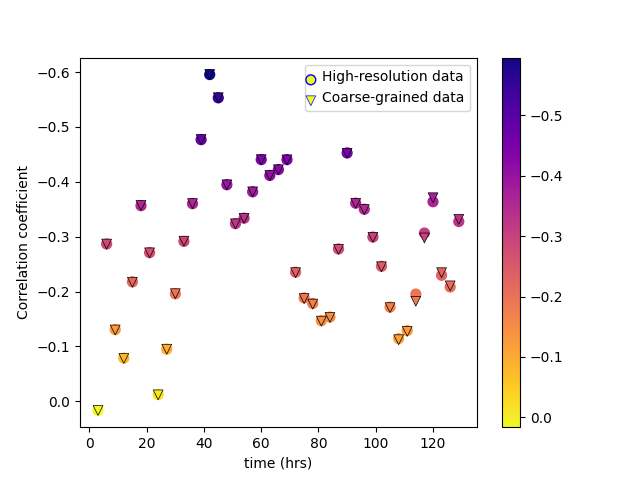 High-resolution data
Coarse-grained data
Correlation coefficient
−0.6
−0.5
−0.4
−0.3
−0.2
−0.1
0.0
0 20 40 60 80 100 120
time (hrs)
−0.5
−0.4
−0.3
−0.2
−0.1
0.0